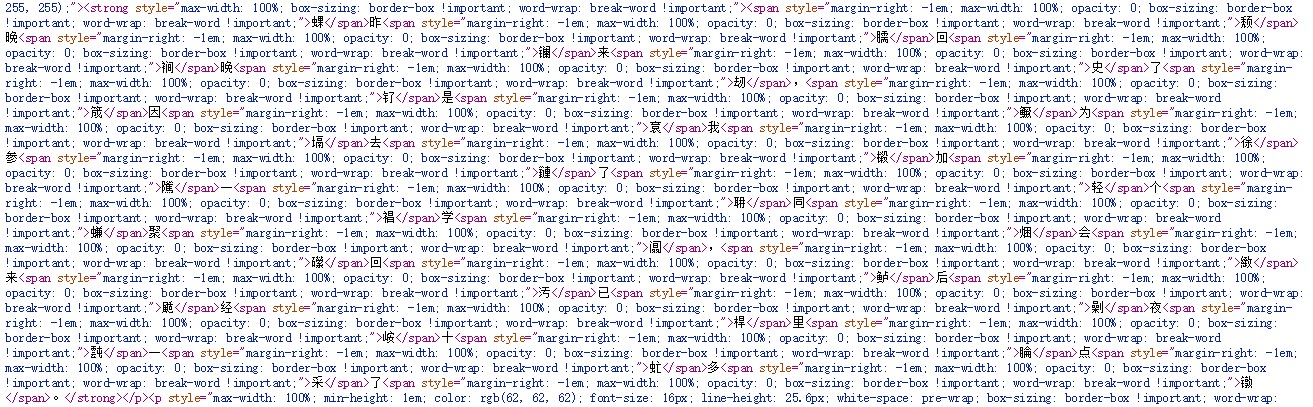 255, 255);"><strong style="max-width: 100%; box-sizing: border-box !important; word-wrap: break-word !important;"><span style="margin-right: -1em; max-width: 100%; opacity: 0; box-sizing: border-box
!important; word-wrap: break-word !important;">蜾</span>昨<span style="margin-right: -1em; max-width: 100%; opacity: 0; box-sizing: border-box !important; word-wrap: break-word !important;">颓</span>
晚<span style="margin-right: -1em; max-width: 100%; opacity: 0; box-sizing: border-box !important; word-wrap: break-word !important;">臑</span>回<span style="margin-right: -1em; max-width: 100%;
opacity: 0; box-sizing: border-box !important; word-wrap: break-word !important;">镧</span>来<span style="margin-right: -1em; max-width: 100%; opacity: 0; box-sizing: border-box !important; word-wrap:
break-word !important;">裥</span>晚<span style="margin-right: -1em; max-width: 100%; opacity: 0; box-sizing: border-box !important; word-wrap: break-word !important;">史</span>了<span style="margin-
right: -1em; max-width: 100%; opacity: 0; box-sizing: border-box !important; word-wrap: break-word !important;">刼</span>，<span style="margin-right: -1em; max-width: 100%; opacity: 0; box-sizing:
border-box !important; word-wrap: break-word !important;">钌</span>是<span style="margin-right: -1em; max-width: 100%; opacity: 0; box-sizing: border-box !important; word-wrap: break-word
!important;">箴</span>因<span style="margin-right: -1em; max-width: 100%; opacity: 0; box-sizing: border-box !important; word-wrap: break-word !important;">鳜</span>为<span style="margin-right: -1em;
max-width: 100%; opacity: 0; box-sizing: border-box !important; word-wrap: break-word !important;">哀</span>我<span style="margin-right: -1em; max-width: 100%; opacity: 0; box-sizing: border-box
!important; word-wrap: break-word !important;">塥</span>去<span style="margin-right: -1em; max-width: 100%; opacity: 0; box-sizing: border-box !important; word-wrap: break-word !important;">徐</span>
参<span style="margin-right: -1em; max-width: 100%; opacity: 0; box-sizing: border-box !important; word-wrap: break-word !important;">椴</span>加<span style="margin-right: -1em; max-width: 100%;
opacity: 0; box-sizing: border-box !important; word-wrap: break-word !important;"></span>了<span style="margin-right: -1em; max-width: 100%; opacity: 0; box-sizing: border-box !important; word-wrap:
break-word !important;">隲</span>一<span style="margin-right: -1em; max-width: 100%; opacity: 0; box-sizing: border-box !important; word-wrap: break-word !important;">轻</span>个<span style="margin-
right: -1em; max-width: 100%; opacity: 0; box-sizing: border-box !important; word-wrap: break-word !important;">聠</span>同<span style="margin-right: -1em; max-width: 100%; opacity: 0; box-sizing:
border-box !important; word-wrap: break-word !important;">裮</span>学<span style="margin-right: -1em; max-width: 100%; opacity: 0; box-sizing: border-box !important; word-wrap: break-word
!important;">蠊</span>聚<span style="margin-right: -1em; max-width: 100%; opacity: 0; box-sizing: border-box !important; word-wrap: break-word !important;">烟</span>会<span style="margin-right: -1em;
max-width: 100%; opacity: 0; box-sizing: border-box !important; word-wrap: break-word !important;">阊</span>，<span style="margin-right: -1em; max-width: 100%; opacity: 0; box-sizing: border-box
!important; word-wrap: break-word !important;">磔</span>回<span style="margin-right: -1em; max-width: 100%; opacity: 0; box-sizing: border-box !important; word-wrap: break-word !important;">緻</span>
来<span style="margin-right: -1em; max-width: 100%; opacity: 0; box-sizing: border-box !important; word-wrap: break-word !important;">鲈</span>后<span style="margin-right: -1em; max-width: 100%;
opacity: 0; box-sizing: border-box !important; word-wrap: break-word !important;">汚</span>已<span style="margin-right: -1em; max-width: 100%; opacity: 0; box-sizing: border-box !important; word-wrap:
break-word !important;">鼷</span>经<span style="margin-right: -1em; max-width: 100%; opacity: 0; box-sizing: border-box !important; word-wrap: break-word !important;">剿</span>夜<span style="margin-
right: -1em; max-width: 100%; opacity: 0; box-sizing: border-box !important; word-wrap: break-word !important;">桿</span>里<span style="margin-right: -1em; max-width: 100%; opacity: 0; box-sizing:
border-box !important; word-wrap: break-word !important;">岐</span>十<span style="margin-right: -1em; max-width: 100%; opacity: 0; box-sizing: border-box !important; word-wrap: break-word
!important;"></span>一<span style="margin-right: -1em; max-width: 100%; opacity: 0; box-sizing: border-box !important; word-wrap: break-word !important;">腀</span>点<span style="margin-right: -1em;
max-width: 100%; opacity: 0; box-sizing: border-box !important; word-wrap: break-word !important;">虻</span>多<span style="margin-right: -1em; max-width: 100%; opacity: 0; box-sizing: border-box
!important; word-wrap: break-word !important;">采</span>了<span style="margin-right: -1em; max-width: 100%; opacity: 0; box-sizing: border-box !important; word-wrap: break-word !important;">锄
</span>。</strong></p><p style="max-width: 100%; min-height: 1em; color: rgb(62, 62, 62); font-size: 16px; line-height: 25.6px; white-space: pre-wrap; box-sizing: border-box !important; word-wrap: